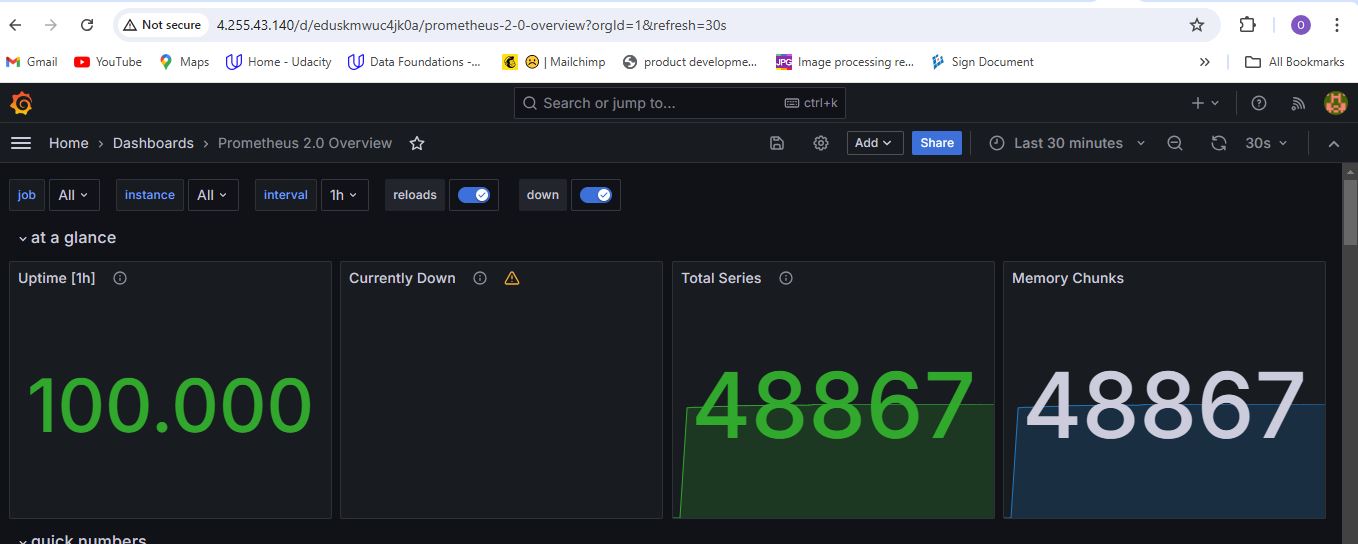 Not secure 4.255.43.140/d/eduskmwuc4jk0a/prometheus-2-0-overview?orgId=1&refresh=30s O
Gmail YouTube Maps Home - Udacity Data Foundations -... | Mailchimp product developme... JPG Image processing re... Sign Document » All Bookmarks
Search or jump to... ctrl+k
Home › Dashboards › Prometheus 2.0 Overview Add Share Last 30 minutes 30s
job All instance All interval 1h reloads down
at a glance
Uptime [1h] Currently Down Total Series Memory Chunks
100.000 48867 48867
quick numbers